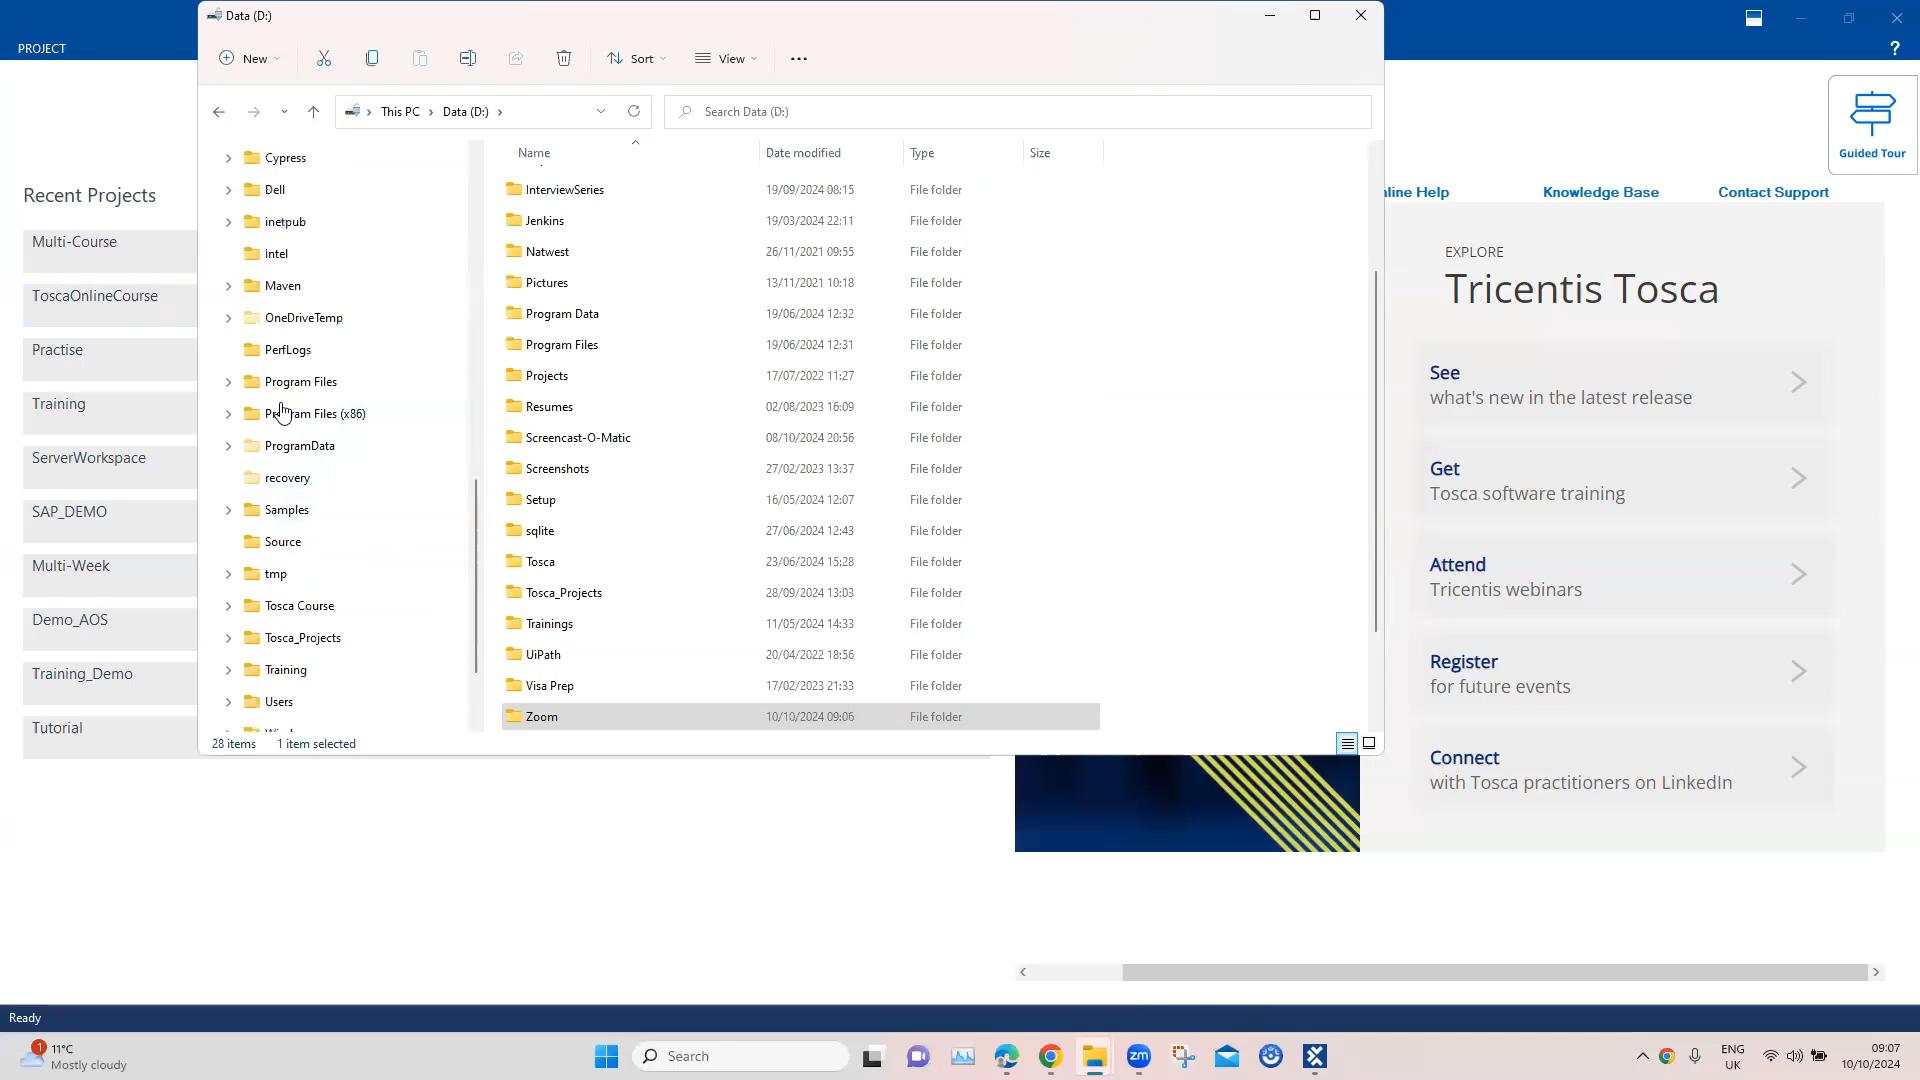 Data (D:)
PROJECT
?
New
Sort
View
This PC
Data (D:)
Search Data (D:)
Guided Tour
Name
Date modified
Type
Size
Cypress
Dell
inetpub
Intel
Maven
OneDriveTemp
PerfLogs
Program Files
Program Files (x86)
ProgramData
recovery
Samples
Source
tmp
Tosca Course
Tosca_Projects
Training
Users
InterviewSeries 19/09/2024 08:15 File folder
Jenkins 19/03/2024 22:11 File folder
Natwest 26/11/2021 09:55 File folder
Pictures 13/11/2021 10:18 File folder
Program Data 19/06/2024 12:32 File folder
Program Files 19/06/2024 12:31 File folder
Projects 17/07/2022 11:27 File folder
Resumes 02/08/2023 16:09 File folder
Screencast-O-Matic 08/10/2024 20:56 File folder
Screenshots 27/02/2023 13:37 File folder
Setup 16/05/2024 12:07 File folder
sqlite 27/06/2024 12:43 File folder
Tosca 23/06/2024 15:28 File folder
Tosca_Projects 28/09/2024 13:03 File folder
Trainings 11/05/2024 14:33 File folder
UiPath 20/04/2022 18:56 File folder
Visa Prep 17/02/2023 21:33 File folder
Zoom 10/10/2024 09:06 File folder
28 items 1 item selected
Recent Projects
Multi-Course
ToscaOnlineCourse
Practise
Training
ServerWorkspace
SAP_DEMO
Multi-Week
Demo_AOS
Training_Demo
Tutorial
nline Help
Knowledge Base
Contact Support
EXPLORE
Tricentis Tosca
See
what's new in the latest release
Get
Tosca software training
Attend
Tricentis webinars
Register
for future events
Connect
with Tosca practitioners on LinkedIn
Ready
1
11°C
Mostly cloudy
Search
zm
ENG
UK
09:07
10/10/2024